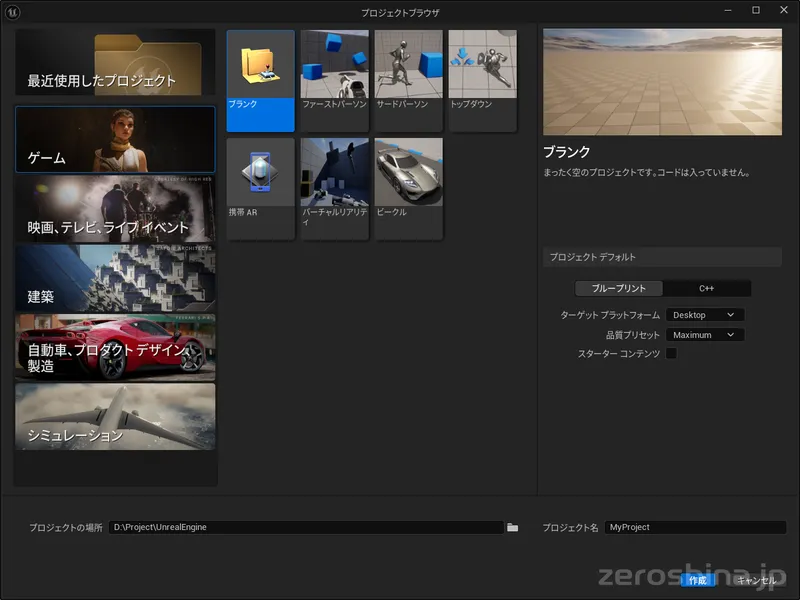 プロジェクトブラウザ
最近使用したプロジェクト
ゲーム
映画、テレビ、ライブ イベント
建築
自動車、プロダクト デザイン、
製造
シミュレーション
ブランク
ファーストパーソン
サードパーソン
トップダウン
携帯 AR
バーチャルリアリテ
ィ
ビークル
ブランク
まったく空のプロジェクトです。コードは入っていません。
プロジェクト デフォルト
ブループリント
C++
ターゲット プラットフォーム
Desktop
品質プリセット
Maximum
スターター コンテンツ
プロジェクトの場所
D:\Project\UnrealEngine
プロジェクト名
MyProject
zeroshina.jp
作成
キャンセル